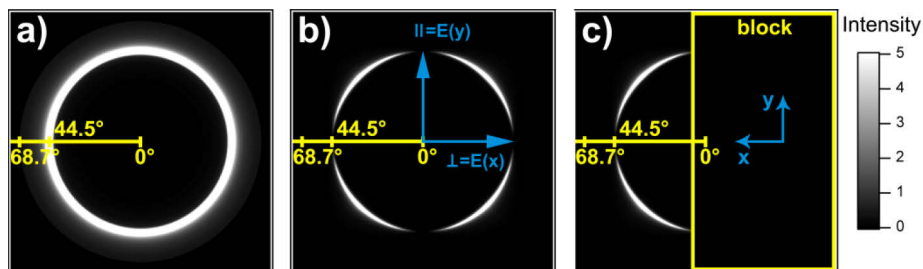 a)
44.5°
68.7°
0°
b)
II=E(y)
44.5°
68.7°
0°
⊥=E(x)
c)
block
44.5°
68.7°
0°
y
x
Intensity
5
4
3
2
1
0